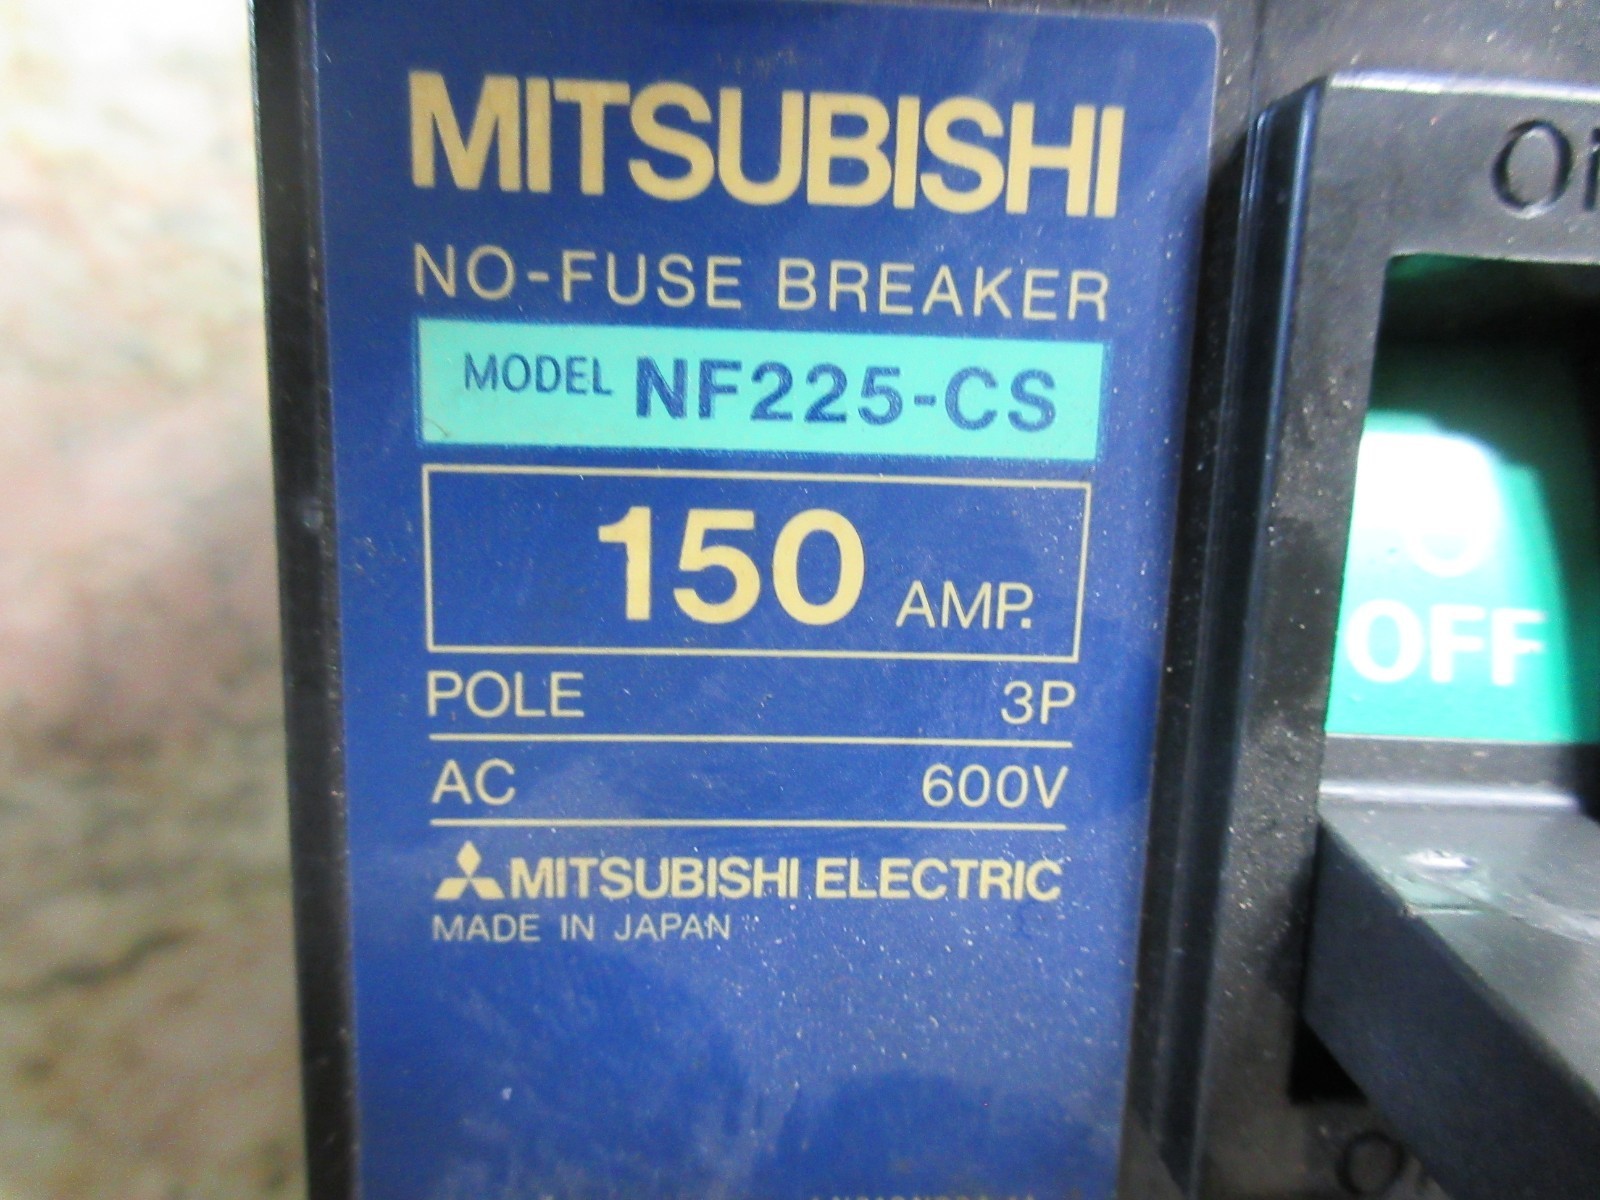 MITSUBISHI
NO-FUSE BREAKER
MODEL NF225-CS
150 AMP.
POLE 3P
AC 600V
MITSUBISHI ELECTRIC
MADE IN JAPAN
OFF